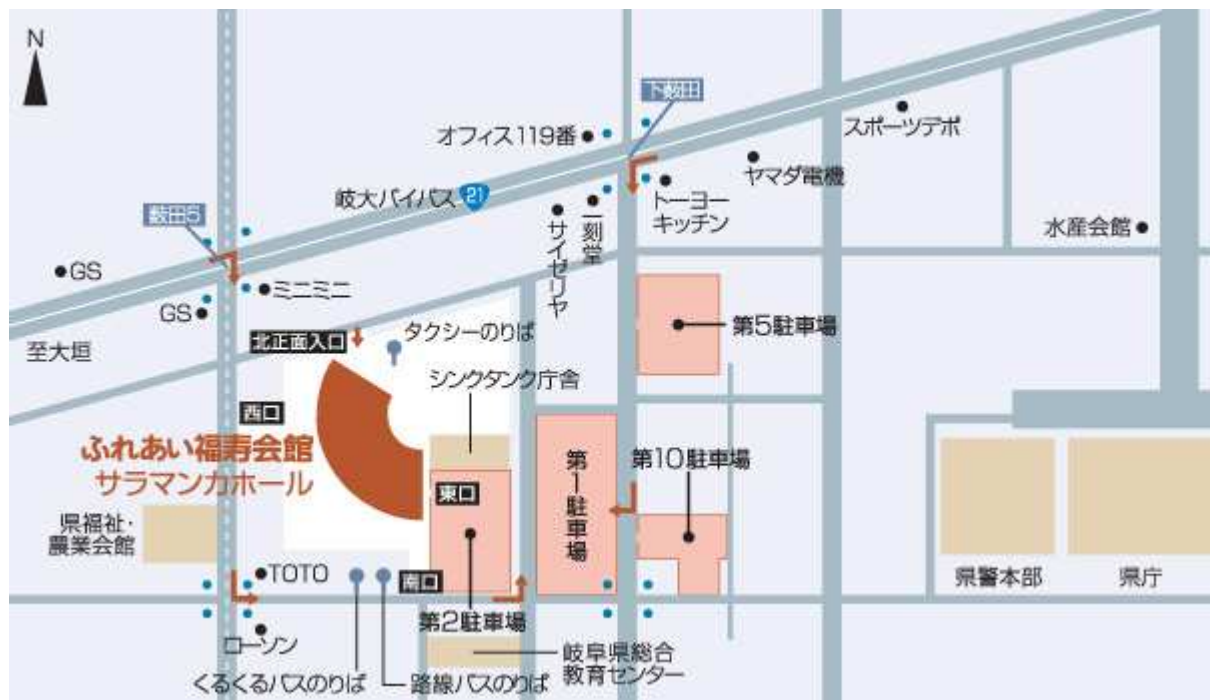 N
下薮田
オフィス119番
スポーツデポ
ヤマダ電機
岐大バイパス
21
トーヨー
キッチン
一刻堂
サイゼリヤ
薮田5
水産会館
GS
ミニミニ
GS
至大垣
北正面入口
タクシーのりば
第5駐車場
シンクタンク庁舎
西口
ふれあい福寿会館
サラマンカホール
第1駐車場
第10駐車場
東口
県福祉・
農業会館
TOTO
南口
県警本部
県庁
第2駐車場
ローソン
岐阜県総合
教育センター
くるくるバスのりば
路線バスのりば